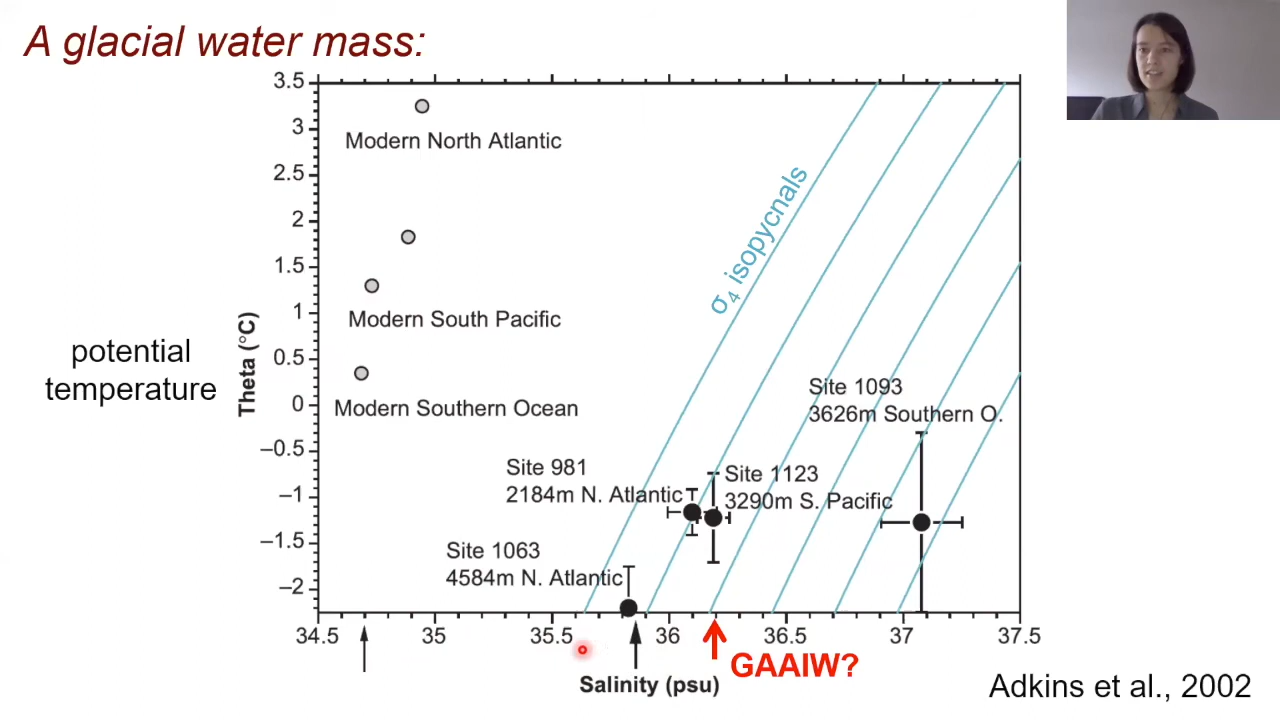 A glacial water mass:
3.5
3
2.5
2
1.5
1
0.5
0
−0.5
−1
−1.5
−2
Theta (°C)
potential
temperature
Modern North Atlantic
Modern South Pacific
Modern Southern Ocean
σ4 isopycnals
Site 1093
3626m Southern O.
Site 981
2184m N. Atlantic
Site 1123
3290m S. Pacific
Site 1063
4584m N. Atlantic
34.5
35
35.5
36
36.5
37
37.5
GAAIW?
Salinity (psu)
Adkins et al., 2002